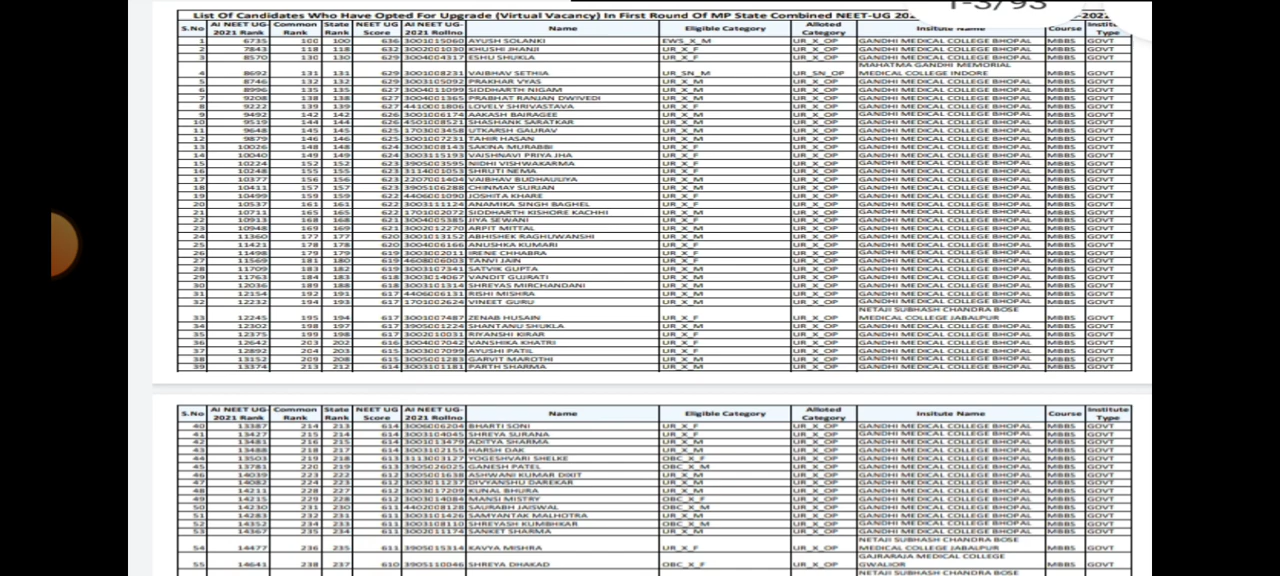 1-3/93
List Of Candidates Who Have Opted For Upgrade (Virtual Vacancy) In First Round Of MP State Combined NEET-UG
S.No AI NEET UG-2021 Rank Common Rank State Rank NEET UG Score AI NEET UG-2021 Rollno Name Eligible Category Alloted Category Insitute Name Course Institute Type
1 6735 100 100 636 3001015060 AYUSH SOLANKI EWS_X_M UR_X_OP GANDHI MEDICAL COLLEGE BHOPAL MBBS GOVT
2 7843 118 118 632 3002001030 KHUSHI JHANJI UR_X_F UR_X_OP GANDHI MEDICAL COLLEGE BHOPAL MBBS GOVT
3 8570 130 130 629 3004004317 ESHU SHUKLA UR_X_F UR_X_OP GANDHI MEDICAL COLLEGE BHOPAL MBBS GOVT
4 8692 131 131 629 3001008231 VAIBHAV SETHIA UR_SN_M UR_SN_OP MAHATMA GANDHI MEMORIAL MEDICAL COLLEGE INDORE MBBS GOVT
5 8746 132 132 629 3003105092 PRAKHAR VYAS UR_X_M UR_X_OP GANDHI MEDICAL COLLEGE BHOPAL MBBS GOVT
6 8996 135 135 627 3004011099 SIDDHARTH NIGAM UR_X_M UR_X_OP GANDHI MEDICAL COLLEGE BHOPAL MBBS GOVT
7 9208 138 138 627 3004001365 PRABHAT RANJAN DWIVEDI UR_X_M UR_X_OP GANDHI MEDICAL COLLEGE BHOPAL MBBS GOVT
8 9222 139 139 627 4410001806 LOVELY SHRIVASTAVA UR_X_F UR_X_OP GANDHI MEDICAL COLLEGE BHOPAL MBBS GOVT
9 9492 142 142 626 3001006174 AAKASH BAIRAGEE UR_X_M UR_X_OP GANDHI MEDICAL COLLEGE BHOPAL MBBS GOVT
10 9519 144 144 626 4501008521 SHASHANK SARATKAR UR_X_M UR_X_OP GANDHI MEDICAL COLLEGE BHOPAL MBBS GOVT
11 9648 145 145 625 1703003458 UTKARSH GAURAV UR_X_M UR_X_OP GANDHI MEDICAL COLLEGE BHOPAL MBBS GOVT
12 9879 146 146 625 3003007231 TAHIR HASAN UR_X_M UR_X_OP GANDHI MEDICAL COLLEGE BHOPAL MBBS GOVT
13 10026 148 148 624 3003008143 SAKINA MURABBI UR_X_F UR_X_OP GANDHI MEDICAL COLLEGE BHOPAL MBBS GOVT
14 10040 149 149 624 3003115193 VAISHNAVI PRIYA JHA UR_X_F UR_X_OP GANDHI MEDICAL COLLEGE BHOPAL MBBS GOVT
15 10224 152 152 623 3905003595 NIDHI VISHWAKARMA UR_X_F UR_X_OP GANDHI MEDICAL COLLEGE BHOPAL MBBS GOVT
16 10248 155 155 623 3114001053 SHRUTI NEMA UR_X_F UR_X_OP GANDHI MEDICAL COLLEGE BHOPAL MBBS GOVT
17 10377 156 156 623 2207001404 VAIBHAV BUDHAULIYA UR_X_M UR_X_OP GANDHI MEDICAL COLLEGE BHOPAL MBBS GOVT
18 10411 157 157 623 3905106288 CHINMAY SURJAN UR_X_M UR_X_OP GANDHI MEDICAL COLLEGE BHOPAL MBBS GOVT
19 10499 159 159 622 4406001090 JOSHITA KHARE UR_X_F UR_X_OP GANDHI MEDICAL COLLEGE BHOPAL MBBS GOVT
20 10537 161 161 622 3003111124 ANAMIKA SINGH BAGHEL UR_X_F UR_X_OP GANDHI MEDICAL COLLEGE BHOPAL MBBS GOVT
21 10711 165 165 622 1701002072 SIDDHARTH KISHORE KACHHI UR_X_M UR_X_OP GANDHI MEDICAL COLLEGE BHOPAL MBBS GOVT
22 10913 168 168 621 3004005385 JIYA SEWANI UR_X_F UR_X_OP GANDHI MEDICAL COLLEGE BHOPAL MBBS GOVT
23 10948 169 169 621 3002012270 ARPIT MITTAL UR_X_M UR_X_OP GANDHI MEDICAL COLLEGE BHOPAL MBBS GOVT
24 11360 177 177 620 3001013152 ABHISHEK RAGHUWANSHI UR_X_M UR_X_OP GANDHI MEDICAL COLLEGE BHOPAL MBBS GOVT
25 11421 178 178 620 3004006166 ANUSHKA KUMARI UR_X_F UR_X_OP GANDHI MEDICAL COLLEGE BHOPAL MBBS GOVT
26 11498 179 179 619 3003002011 IRENE CHHABRA UR_X_F UR_X_OP GANDHI MEDICAL COLLEGE BHOPAL MBBS GOVT
27 11569 181 180 619 4608006003 TANVI JAIN UR_X_F UR_X_OP GANDHI MEDICAL COLLEGE BHOPAL MBBS GOVT
28 11709 183 182 619 3003107341 SATVIK GUPTA UR_X_M UR_X_OP GANDHI MEDICAL COLLEGE BHOPAL MBBS GOVT
29 11763 184 183 618 3003014067 VANDIT GUJRATI UR_X_M UR_X_OP GANDHI MEDICAL COLLEGE BHOPAL MBBS GOVT
30 12036 189 188 618 3003101314 SHREYAS MIRCHANDANI UR_X_M UR_X_OP GANDHI MEDICAL COLLEGE BHOPAL MBBS GOVT
31 12154 192 191 617 4406006131 RISHI MISHRA UR_X_M UR_X_OP GANDHI MEDICAL COLLEGE BHOPAL MBBS GOVT
32 12232 194 193 617 1701002624 VINEET GURU UR_X_M UR_X_OP GANDHI MEDICAL COLLEGE BHOPAL MBBS GOVT
33 12245 195 194 617 3001007487 ZENAB HUSAIN UR_X_F UR_X_OP NETAJI SUBHASH CHANDRA BOSE MEDICAL COLLEGE JABALPUR MBBS GOVT
34 12302 198 197 617 3905001224 SHANTANU SHUKLA UR_X_M UR_X_OP GANDHI MEDICAL COLLEGE BHOPAL MBBS GOVT
35 12375 199 198 617 3002010031 RIYANSHI KIRAR UR_X_F UR_X_OP GANDHI MEDICAL COLLEGE BHOPAL MBBS GOVT
36 12642 203 202 616 3004007042 VANSHIKA KHATRI UR_X_F UR_X_OP GANDHI MEDICAL COLLEGE BHOPAL MBBS GOVT
37 12892 204 203 615 3003007099 AYUSHI PATIL UR_X_F UR_X_OP GANDHI MEDICAL COLLEGE BHOPAL MBBS GOVT
38 13152 209 208 615 3005001283 GARVIT MAROTHI UR_X_M UR_X_OP GANDHI MEDICAL COLLEGE BHOPAL MBBS GOVT
39 13374 213 212 614 3003101181 PARTH SHARMA UR_X_M UR_X_OP GANDHI MEDICAL COLLEGE BHOPAL MBBS GOVT
S.No AI NEET UG-2021 Rank Common Rank State Rank NEET UG Score AI NEET UG-2021 Rollno Name Eligible Category Alloted Category Insitute Name Course Institute Type
40 13387 214 213 614 3006006204 BHARTI SONI UR_X_F UR_X_OP GANDHI MEDICAL COLLEGE BHOPAL MBBS GOVT
41 13427 215 214 614 3003104045 SHREYA SURANA UR_X_F UR_X_OP GANDHI MEDICAL COLLEGE BHOPAL MBBS GOVT
42 13481 216 215 614 3001013479 ADITYA SHARMA UR_X_M UR_X_OP GANDHI MEDICAL COLLEGE BHOPAL MBBS GOVT
43 13488 218 217 614 3003102155 HARSH DAK UR_X_M UR_X_OP GANDHI MEDICAL COLLEGE BHOPAL MBBS GOVT
44 13503 219 218 613 3113003127 YOGESHVARI SHELKE OBC_X_F UR_X_OP GANDHI MEDICAL COLLEGE BHOPAL MBBS GOVT
45 13781 220 219 613 3905026025 GANESH PATEL OBC_X_M UR_X_OP GANDHI MEDICAL COLLEGE BHOPAL MBBS GOVT
46 14039 223 222 612 3005001638 ASHWANI KUMAR DIXIT UR_X_M UR_X_OP GANDHI MEDICAL COLLEGE BHOPAL MBBS GOVT
47 14082 224 223 612 3003011237 DIVYANSHU DAREKAR UR_X_M UR_X_OP GANDHI MEDICAL COLLEGE BHOPAL MBBS GOVT
48 14211 228 227 612 3003017209 KUNAL BHURA UR_X_M UR_X_OP GANDHI MEDICAL COLLEGE BHOPAL MBBS GOVT
49 14215 229 228 612 3003014084 MANSI MISTRY OBC_X_F UR_X_OP GANDHI MEDICAL COLLEGE BHOPAL MBBS GOVT
50 14230 231 230 611 4402008128 SAURABH JAISWAL OBC_X_M UR_X_OP GANDHI MEDICAL COLLEGE BHOPAL MBBS GOVT
51 14283 232 231 611 3003101426 SAMYANTAK MALHOTRA UR_X_M UR_X_OP GANDHI MEDICAL COLLEGE BHOPAL MBBS GOVT
52 14352 234 233 611 3003108110 SHREYASH KUMBHKAR OBC_X_M UR_X_OP GANDHI MEDICAL COLLEGE BHOPAL MBBS GOVT
53 14367 235 234 611 3002011174 SANKET SHARMA UR_X_M UR_X_OP GANDHI MEDICAL COLLEGE BHOPAL MBBS GOVT
54 14477 236 235 611 3905015314 KAVYA MISHRA UR_X_F UR_X_OP NETAJI SUBHASH CHANDRA BOSE MEDICAL COLLEGE JABALPUR MBBS GOVT
55 14641 238 237 610 3905110046 SHREYA DHAKAD OBC_X_F UR_X_OP GAJRARAJA MEDICAL COLLEGE GWALIOR MBBS GOVT
NETAJI SUBHASH CHANDRA BOSE